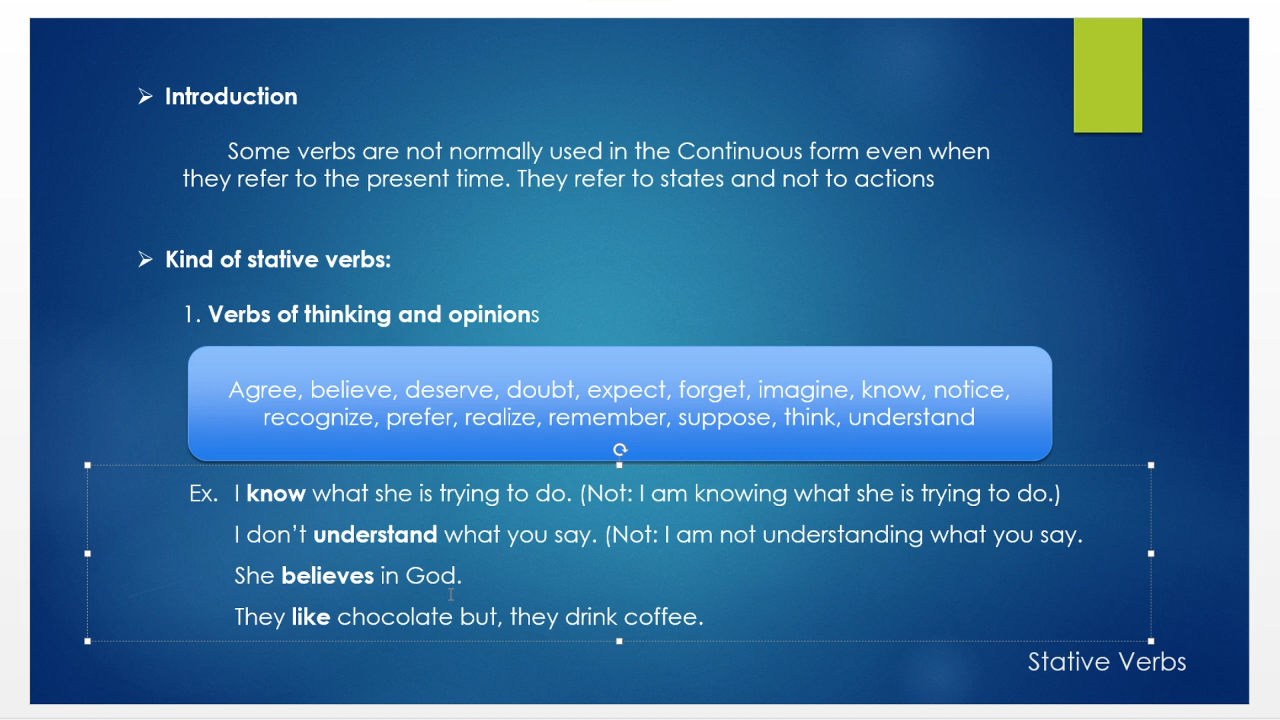 Introduction
Some verbs are not normally used in the Continuous form even when
they refer to the present time. They refer to states and not to actions
Kind of stative verbs:
1. Verbs of thinking and opinions
Agree, believe, deserve, doubt, expect, forget, imagine, know, notice,
recognize, prefer, realize, remember, suppose, think, understand
Ex. I know what she is trying to do. (Not: I am knowing what she is trying to do.)
I don’t understand what you say. (Not: I am not understanding what you say.
She believes in God.
They like chocolate but, they drink coffee.
Stative Verbs